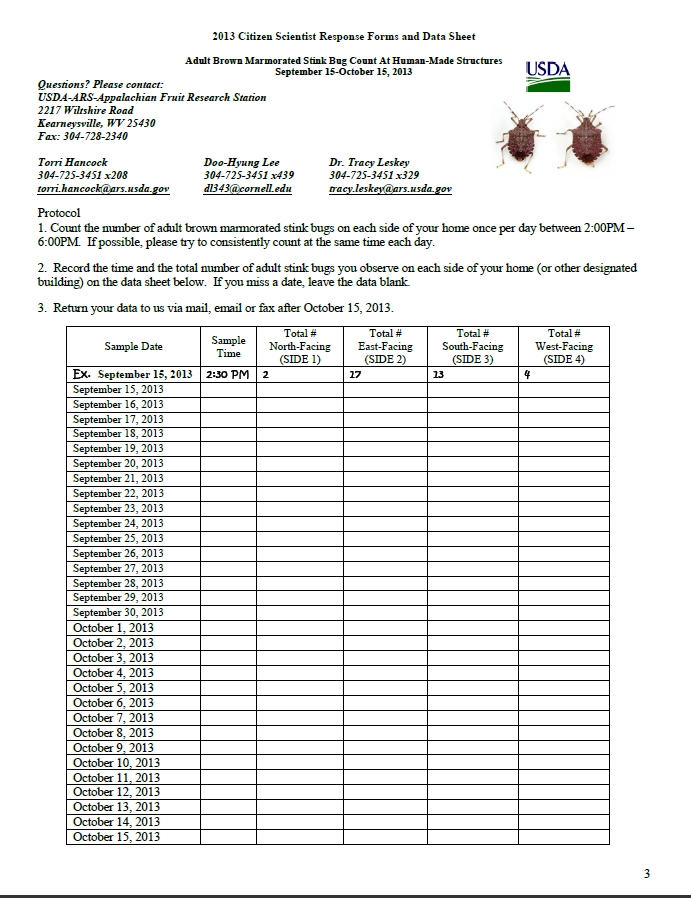 2013 Citizen Scientist Response Forms and Data Sheet
Adult Brown Marmorated Stink Bug Count At Human-Made Structures
September 15-October 15, 2013
USDA
Questions? Please contact:
USDA-ARS-Appalachian Fruit Research Station
2217 Wiltshire Road
Kearneysville, WV 25430
Fax: 304-728-2340
Torri Hancock Doo-Hyung Lee Dr. Tracy Leskey
304-725-3451 x208 304-725-3451 x439 304-725-3451 x329
torri.hancock@ars.usda.gov dl343@cornell.edu tracy.leskey@ars.usda.gov
Protocol
1. Count the number of adult brown marmorated stink bugs on each side of your home once per day between 2:00PM –
6:00PM. If possible, please try to consistently count at the same time each day.
2. Record the time and the total number of adult stink bugs you observe on each side of your home (or other designated
building) on the data sheet below. If you miss a date, leave the data blank.
3. Return your data to us via mail, email or fax after October 15, 2013.
Sample Date
Sample
Time
Total #
North-Facing
(SIDE 1)
Total #
East-Facing
(SIDE 2)
Total #
South-Facing
(SIDE 3)
Total #
West-Facing
(SIDE 4)
Ex. September 15, 2013 2:30 PM 2 17 13 4
September 15, 2013
September 16, 2013
September 17, 2013
September 18, 2013
September 19, 2013
September 20, 2013
September 21, 2013
September 22, 2013
September 23, 2013
September 24, 2013
September 25, 2013
September 26, 2013
September 27, 2013
September 28, 2013
September 29, 2013
September 30, 2013
October 1, 2013
October 2, 2013
October 3, 2013
October 4, 2013
October 5, 2013
October 6, 2013
October 7, 2013
October 8, 2013
October 9, 2013
October 10, 2013
October 11, 2013
October 12, 2013
October 13, 2013
October 14, 2013
October 15, 2013
3